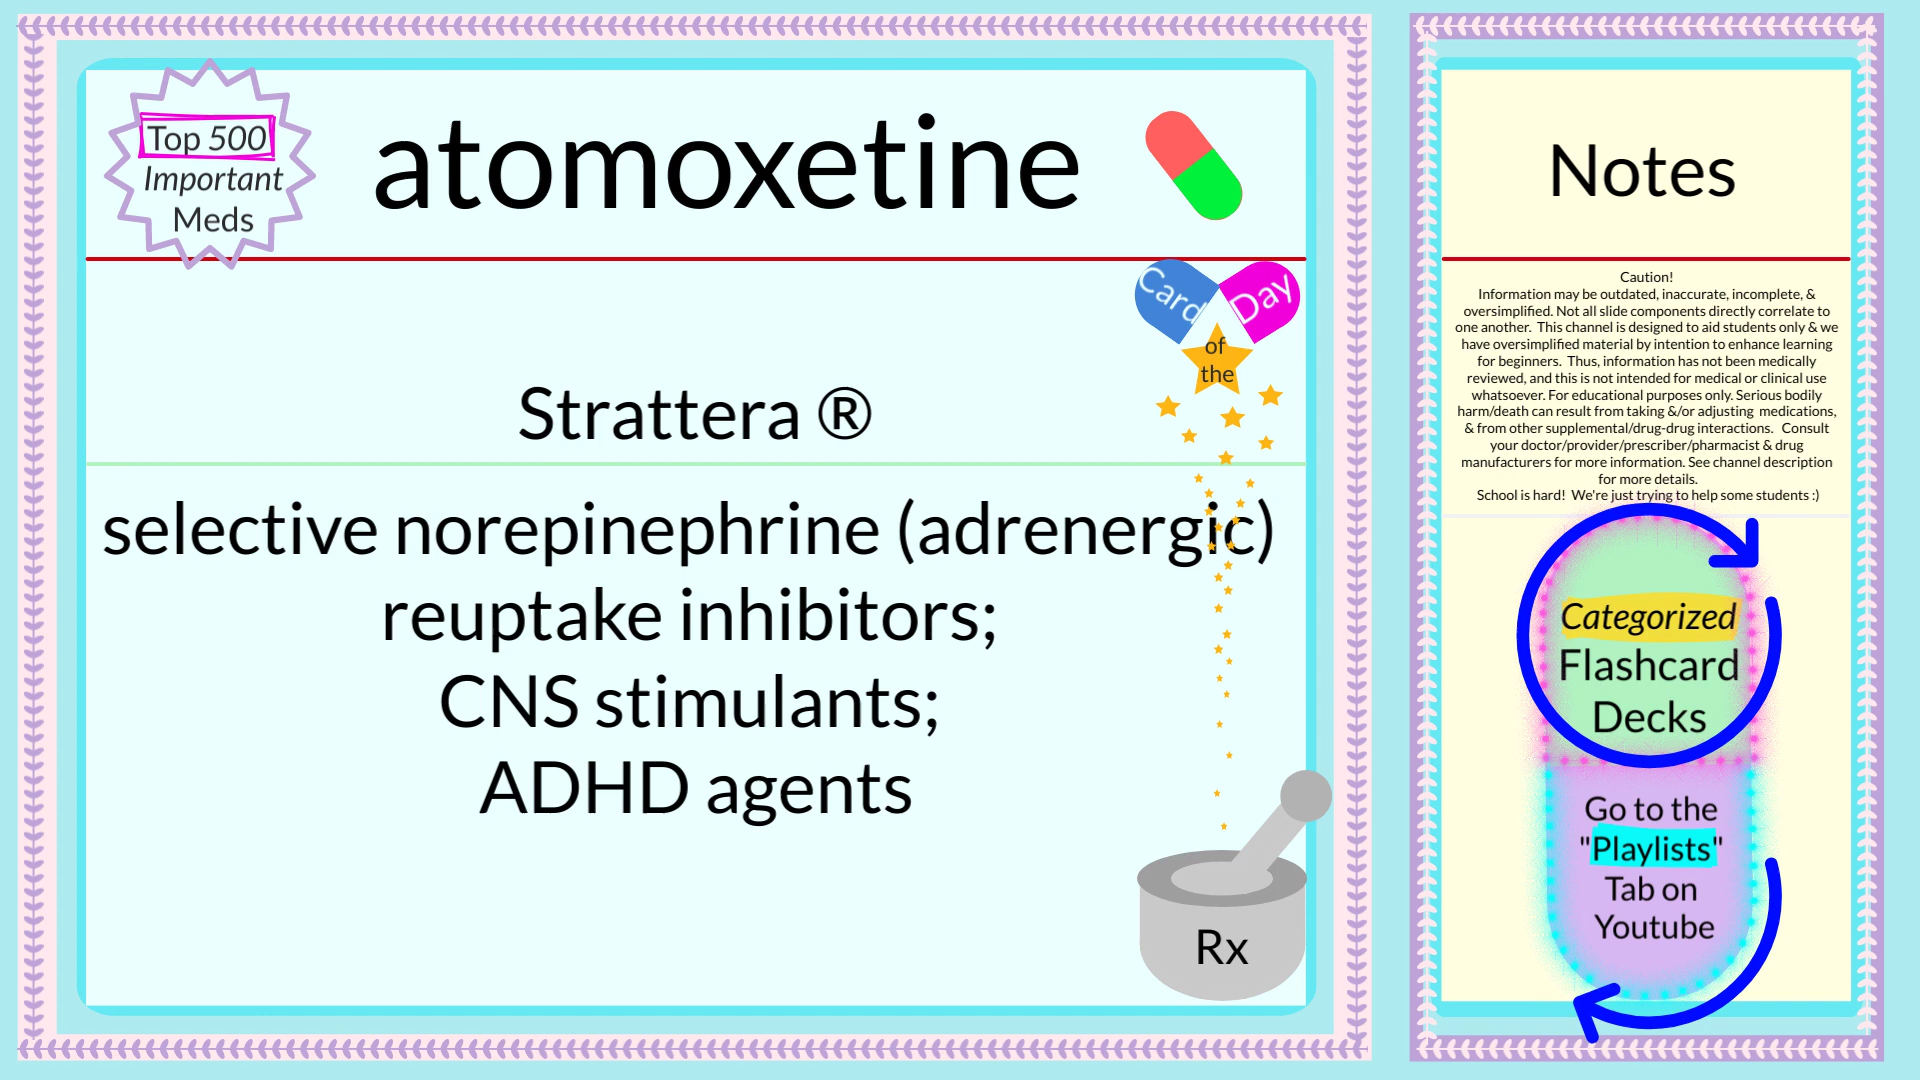 Top 500
Important
Meds
atomoxetine
Card Day
of
the
Strattera ®
selective norepinephrine (adrenergic)
reuptake inhibitors;
CNS stimulants;
ADHD agents
Rx
Notes
Caution!
Information may be outdated, inaccurate, incomplete, &
oversimplified. Not all slide components directly correlate to
one another. This channel is designed to aid students only & we
have oversimplified material by intention to enhance learning
for beginners. Thus, information has not been medically
reviewed, and this is not intended for medical or clinical use
whatsoever. For educational purposes only. Serious bodily
harm/death can result from taking &/or adjusting medications,
& from other supplemental/drug-drug interactions. Consult
your doctor/provider/prescriber/pharmacist & drug
manufacturers for more information. See channel description
for more details.
School is hard! We're just trying to help some students :)
Categorized
Flashcard
Decks
Go to the
"Playlists"
Tab on
Youtube